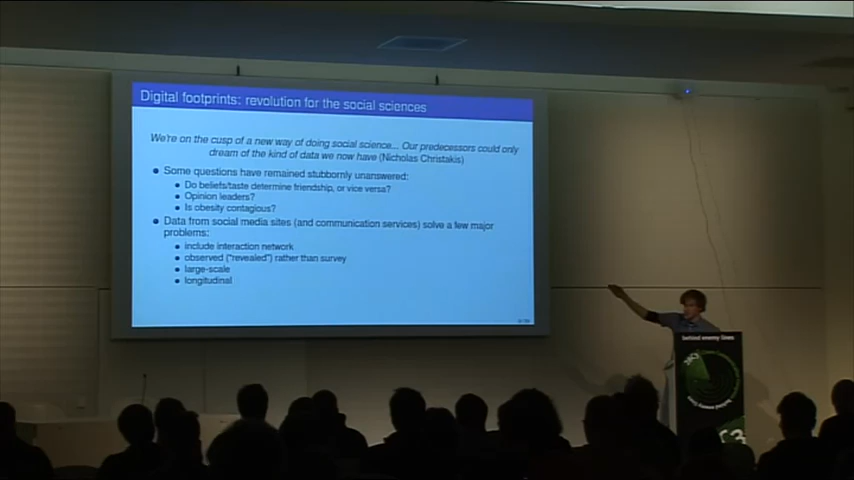 Digital footprints: revolution for the social sciences
We're on the cusp of a new way of doing social science... Our predecessors could only
dream of the kind of data we now have (Nicholas Christakis)
Some questions have remained stubbornly unanswered:
Do beliefs/taste determine friendship, or vice versa?
Opinion leaders?
Is obesity contagious?
Data from social media sites (and communication services) solve a few major
problems:
include interaction network
observed ("revealed") rather than survey
large-scale
longitudinal
behind enemy lines